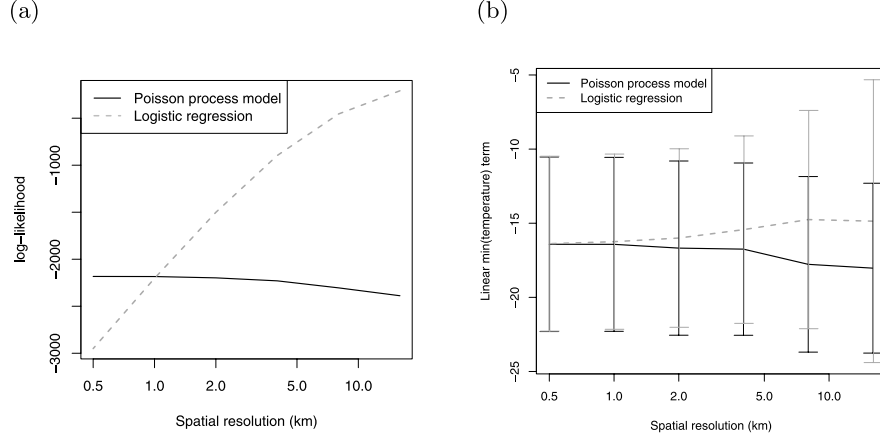 (a)
Poisson process model
Logistic regression
log−likelihood
−1000
−2000
−3000
0.5 1.0 2.0 5.0 10.0
Spatial resolution (km)
(b)
Poisson process model
Logistic regression
Linear min(temperature) term
−5
−10
−15
−20
−25
0.5 1.0 2.0 5.0 10.0
Spatial resolution (km)